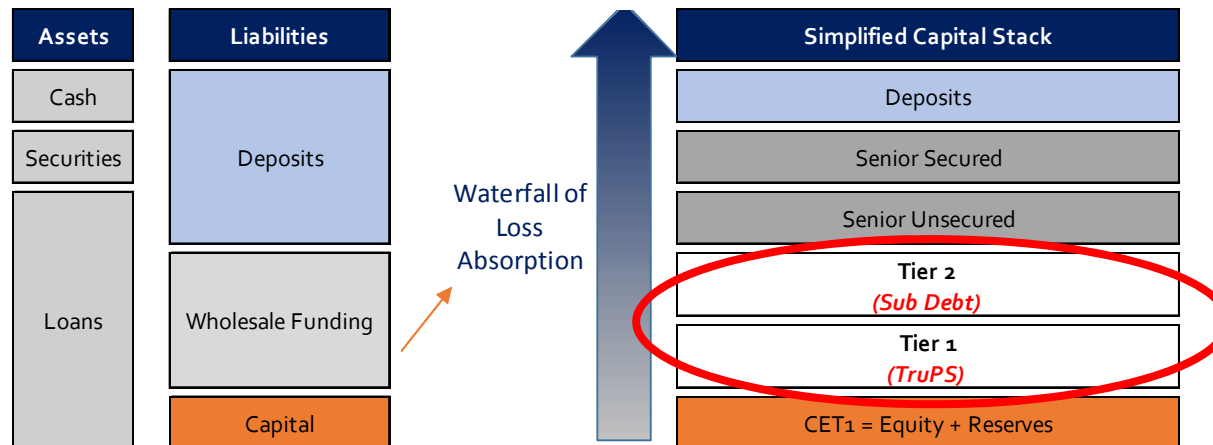 Assets
Liabilities
Simplified Capital Stack
Cash
Securities
Loans
Deposits
Wholesale Funding
Capital
Waterfall of
Loss
Absorption
Deposits
Senior Secured
Senior Unsecured
Tier 2
(Sub Debt)
Tier 1
(TruPS)
CET1 = Equity + Reserves